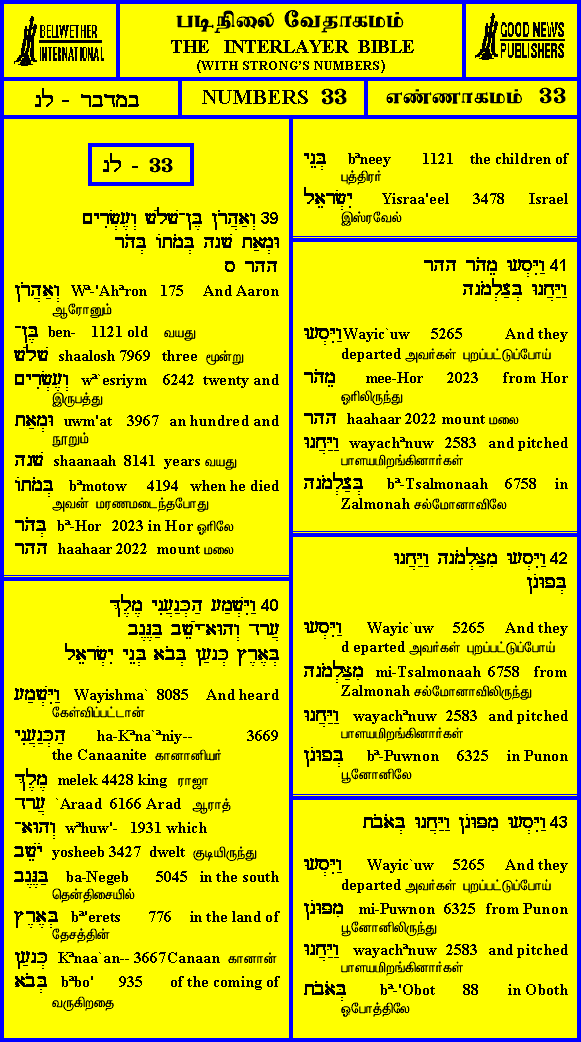 BELLWETHER
INTERNATIONAL
படிநிலை வேதாகமம்
THE INTERLAYER BIBLE
(WITH STRONG'S NUMBERS)
GOOD NEWS
PUBLISHERS
במדבר - לג
NUMBERS 33
எண்ணாகமம் 33
לג - 33
39 וְאַהֲרֹן בֶּן־שָׁלֹשׁ וְעֶשְׂרִים
וּמְאַת שָׁנָה בְּמֹתוֹ בְּהֹר
הָהָר ס
וְאַהֲרֹן Wª-'Ahªron 175 And Aaron
ஆரோனும்
בֶּן־ ben- 1121 old வயது
שָׁלֹשׁ shaalosh 7969 three மூன்று
וְעֶשְׂרִים wª`esriym 6242 twenty and
இருபத்து
וּמְאַת uwm'at 3967 an hundred and
நூறும்
שָׁנָה shaanaah 8141 years வயது
בְּמֹתוֹ bªmotow 4194 when he died
அவன் மரணமடைந்தபோது
בְּהֹר bª-Hor 2023 in Hor ஓரிலே
הָהָר haahaar 2022 mount மலை
40 וַיִּשְׁמַע הַכְּנַעֲנִי מֶלֶךְ
עֲרָד וְהוּא־יֹשֵׁב בַּנֶּגֶב
בְּאֶרֶץ כְּנָעַן בְּבֹא בְּנֵי יִשְׂרָאֵל
וַיִּשְׁמַע Wayishma` 8085 And heard
கேள்விப்பட்டான்
הַכְּנַעֲנִי ha-Kªna`ªniy-- 3669
the Canaanite கானானியர்
מֶלֶךְ melek 4428 king ராஜா
עֲרָד `Araad 6166 Arad ஆராத்
וְהוּא־ wªhuw'- 1931 which
יֹשֵׁב yosheeb 3427 dwelt குடியிருந்து
בַּנֶּגֶב ba-Negeb 5045 in the south
தென்திசையில்
בְּאֶרֶץ bª'erets 776 in the land of
தேசத்தின்
כְּנָעַן Kªnaa`an-- 3667Canaan கானான்
בְּבֹא bªbo' 935 of the coming of
வருகிறதை
בְּנֵי bªneey 1121 the children of
புத்திரர்
יִשְׂרָאֵל Yisraa'eel 3478 Israel
இஸ்ரவேல்
41 וַיִּסְעוּ מֵהֹר הָהָר
וַיַּחֲנוּ בְּצַלְמֹנָה
וַיִּסְעוּ Wayic`uw 5265 And they
departed அவர்கள் புறப்பட்டுப்போய்
מֵהֹר mee-Hor 2023 from Hor
ஓரிலிருந்து
הָהָר haahaar 2022 mount மலை
וַיַּחֲנוּ wayachªnuw 2583 and pitched
பாளயமிறங்கினார்கள்
בְּצַלְמֹנָה bª-Tsalmonaah 6758 in
Zalmonah சல்மோனாவிலே
42 וַיִּסְעוּ מִצַּלְמֹנָה וַיַּחֲנוּ
בְּפוּנֹן
וַיִּסְעוּ Wayic`uw 5265 And they
d eparted அவர்கள் புறப்பட்டுப்போய்
מִצַּלְמֹנָה mi-Tsalmonaah 6758 from
Zalmonah சல்மோனாவிலிருந்து
וַיַּחֲנוּ wayachªnuw 2583 and pitched
பாளயமிறங்கினார்கள்
בְּפוּנֹן bª-Puwnon 6325 in Punon
பூனோனிலே
43 וַיִּסְעוּ מִפּוּנֹן וַיַּחֲנוּ בְּאֹבֹת
וַיִּסְעוּ Wayic`uw 5265 And they
departed அவர்கள் புறப்பட்டுப்போய்
מִפּוּנֹן mi-Puwnon 6325 from Punon
பூனோனிலிருந்து
וַיַּחֲנוּ wayachªnuw 2583 and pitched
பாளயமிறங்கினார்கள்
בְּאֹבֹת bª-'Obot 88 in Oboth
ஓபோத்திலே